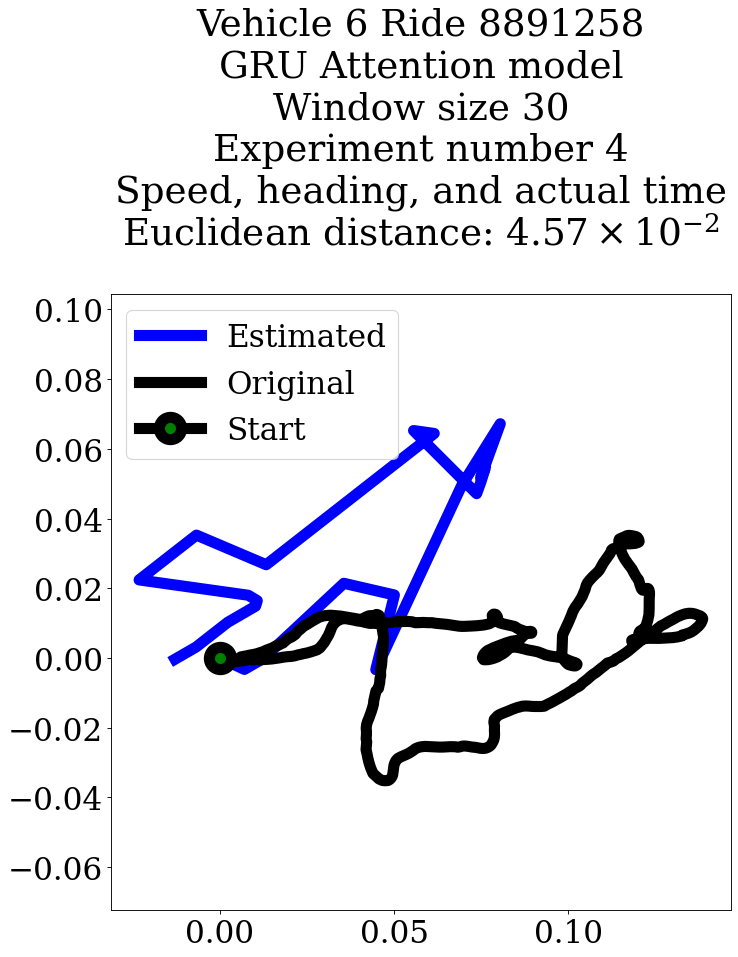 Vehicle 6 Ride 8891258
GRU Attention model
Window size 30
Experiment number 4
Speed, heading, and actual time
Euclidean distance: 4.57 × 10⁻²
Estimated
Original
Start
0.10
0.08
0.06
0.04
0.02
0.00
−0.02
−0.04
−0.06
0.00 0.05 0.10